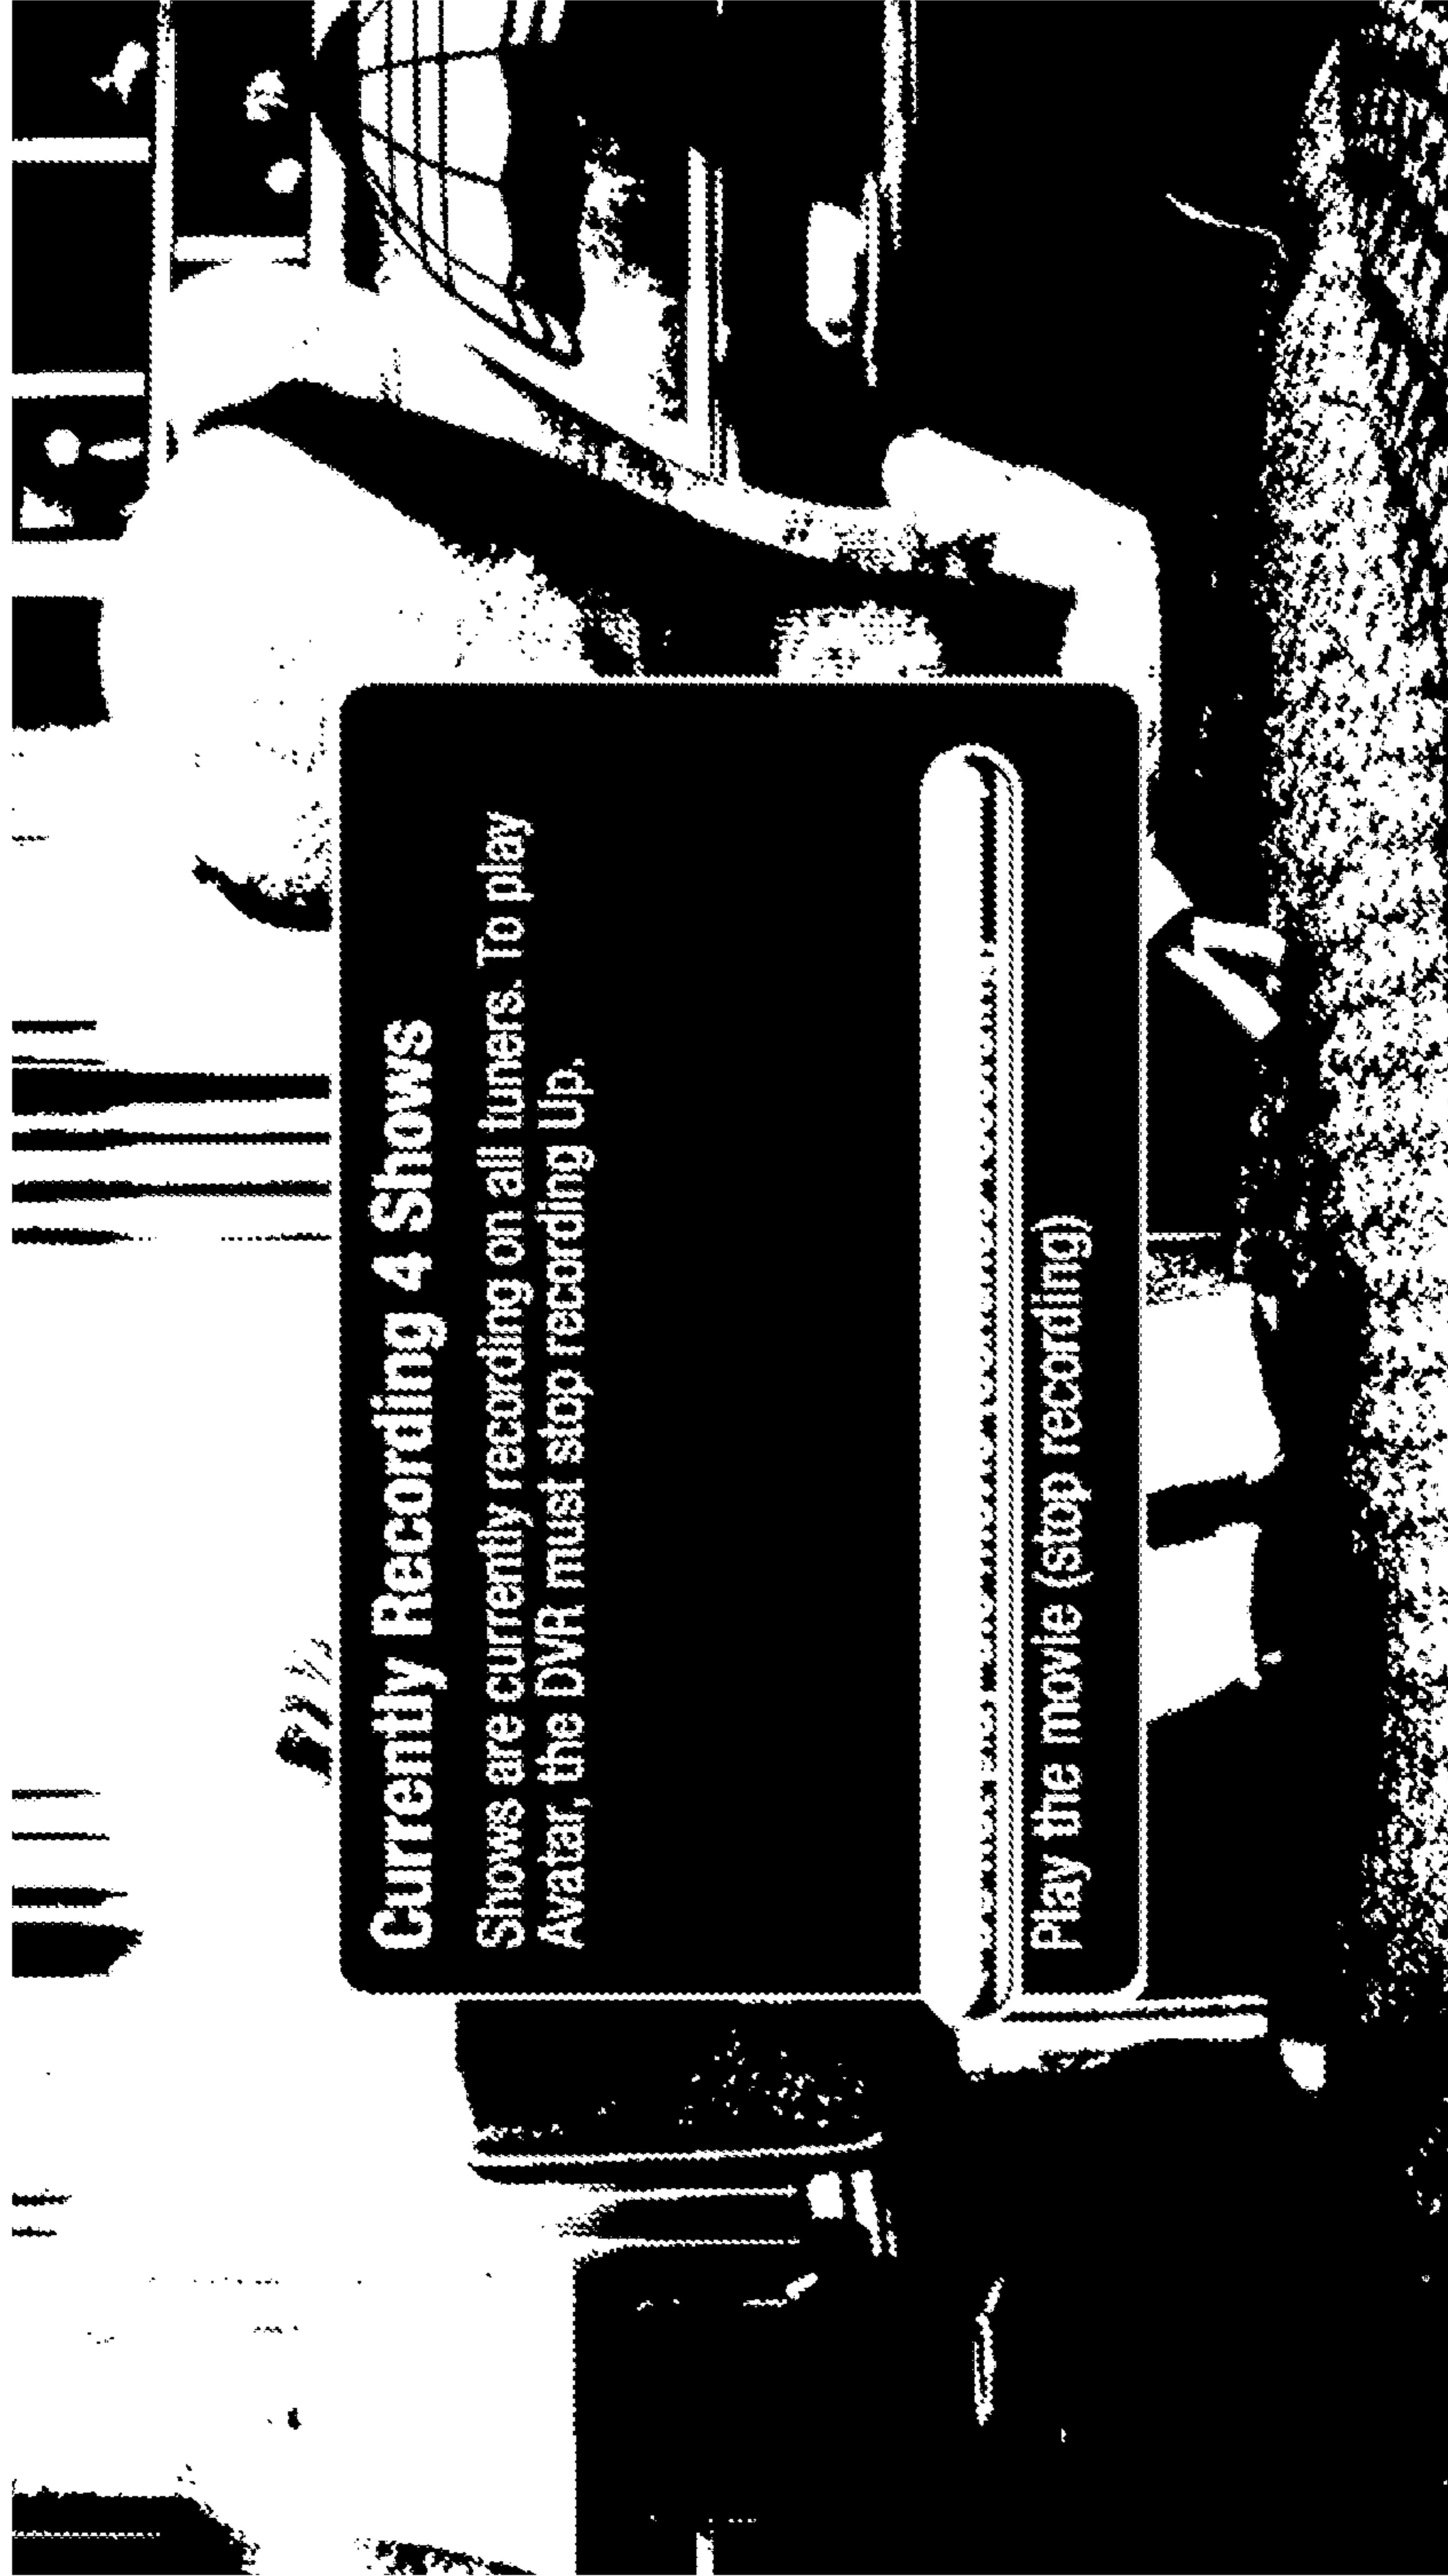 Currently Recording 4 Shows
Shows are currently recording on all tuners. To play
Avatar, the DVR must stop recording Up.
Play the movie (stop recording)